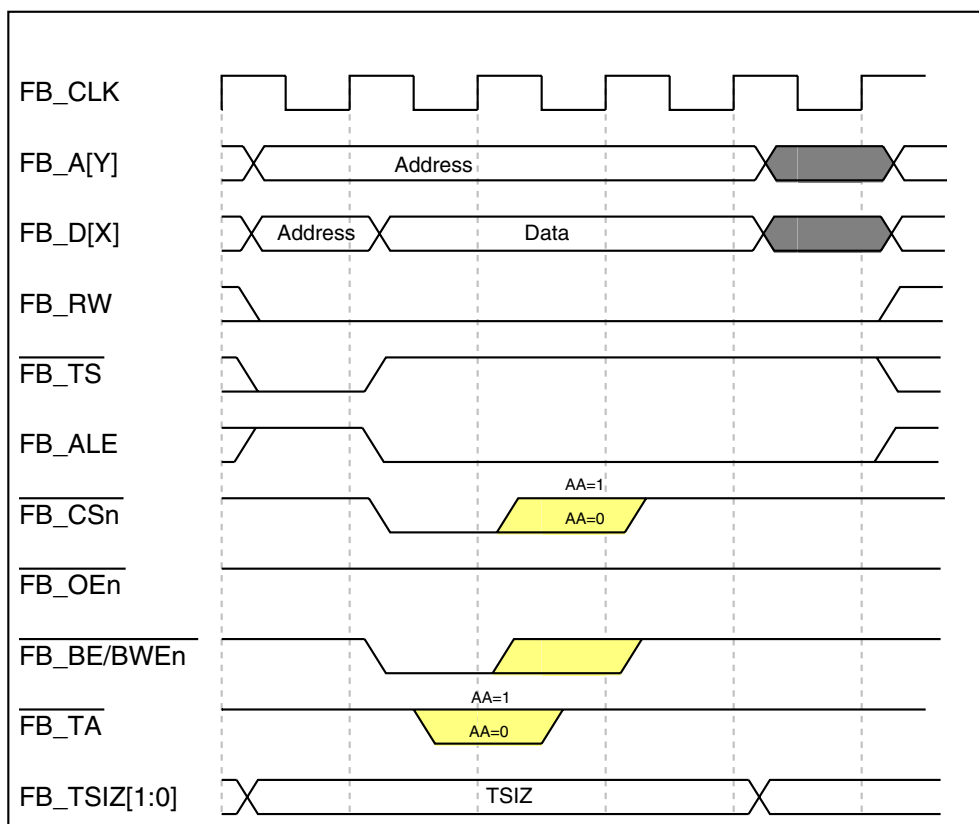 FB_CLK
FB_A[Y]
Address
FB_D[X]
Address
Data
FB_RW
FB_TS
FB_ALE
AA=1
FB_CSn
AA=0
FB_OEn
FB_BE/BWEn
AA=1
FB_TA
AA=0
FB_TSIZ[1:0]
TSIZ